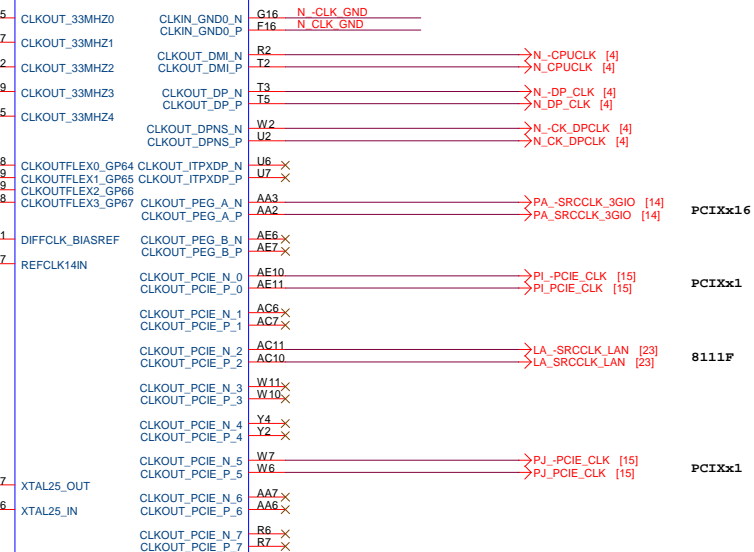 5 CLKOUT_33MHZ0 CLKIN_GND0_N G16 N_-CLK_GND
CLKIN_GND0_P F16 N_CLK_GND
7 CLKOUT_33MHZ1
CLKOUT_DMI_N R2 N_-CPUCLK [4]
2 CLKOUT_33MHZ2 CLKOUT_DMI_P T2 N_CPUCLK [4]
9 CLKOUT_33MHZ3 CLKOUT_DP_N T3 N_-DP_CLK [4]
CLKOUT_DP_P T5 N_DP_CLK [4]
5 CLKOUT_33MHZ4
CLKOUT_DPNS_N W2 N_-CK_DPCLK [4]
CLKOUT_DPNS_P U2 N_CK_DPCLK [4]
8 CLKOUTFLEX0_GP64 CLKOUT_ITPXDP_N U6
9 CLKOUTFLEX1_GP65 CLKOUT_ITPXDP_P U7
9 CLKOUTFLEX2_GP66
8 CLKOUTFLEX3_GP67 CLKOUT_PEG_A_N AA3 PA_-SRCCLK_3GIO [14]
CLKOUT_PEG_A_P AA2 PA_SRCCLK_3GIO [14] PCIXx16
1 DIFFCLK_BIASREF CLKOUT_PEG_B_N AE6
CLKOUT_PEG_B_P AE7
7 REFCLK14IN
CLKOUT_PCIE_N_0 AE10 PI_-PCIE_CLK [15]
CLKOUT_PCIE_P_0 AE11 PI_PCIE_CLK [15] PCIXx1
CLKOUT_PCIE_N_1 AC6
CLKOUT_PCIE_P_1 AC7
CLKOUT_PCIE_N_2 AC11 LA_-SRCCLK_LAN [23]
CLKOUT_PCIE_P_2 AC10 LA_SRCCLK_LAN [23] 8111F
CLKOUT_PCIE_N_3 W11
CLKOUT_PCIE_P_3 W10
CLKOUT_PCIE_N_4 Y4
CLKOUT_PCIE_P_4 Y2
CLKOUT_PCIE_N_5 W7 PJ_-PCIE_CLK [15]
CLKOUT_PCIE_P_5 W6 PJ_PCIE_CLK [15] PCIXx1
7 XTAL25_OUT
CLKOUT_PCIE_N_6 AA7
6 XTAL25_IN CLKOUT_PCIE_P_6 AA6
CLKOUT_PCIE_N_7 R6
CLKOUT_PCIE_P_7 R7